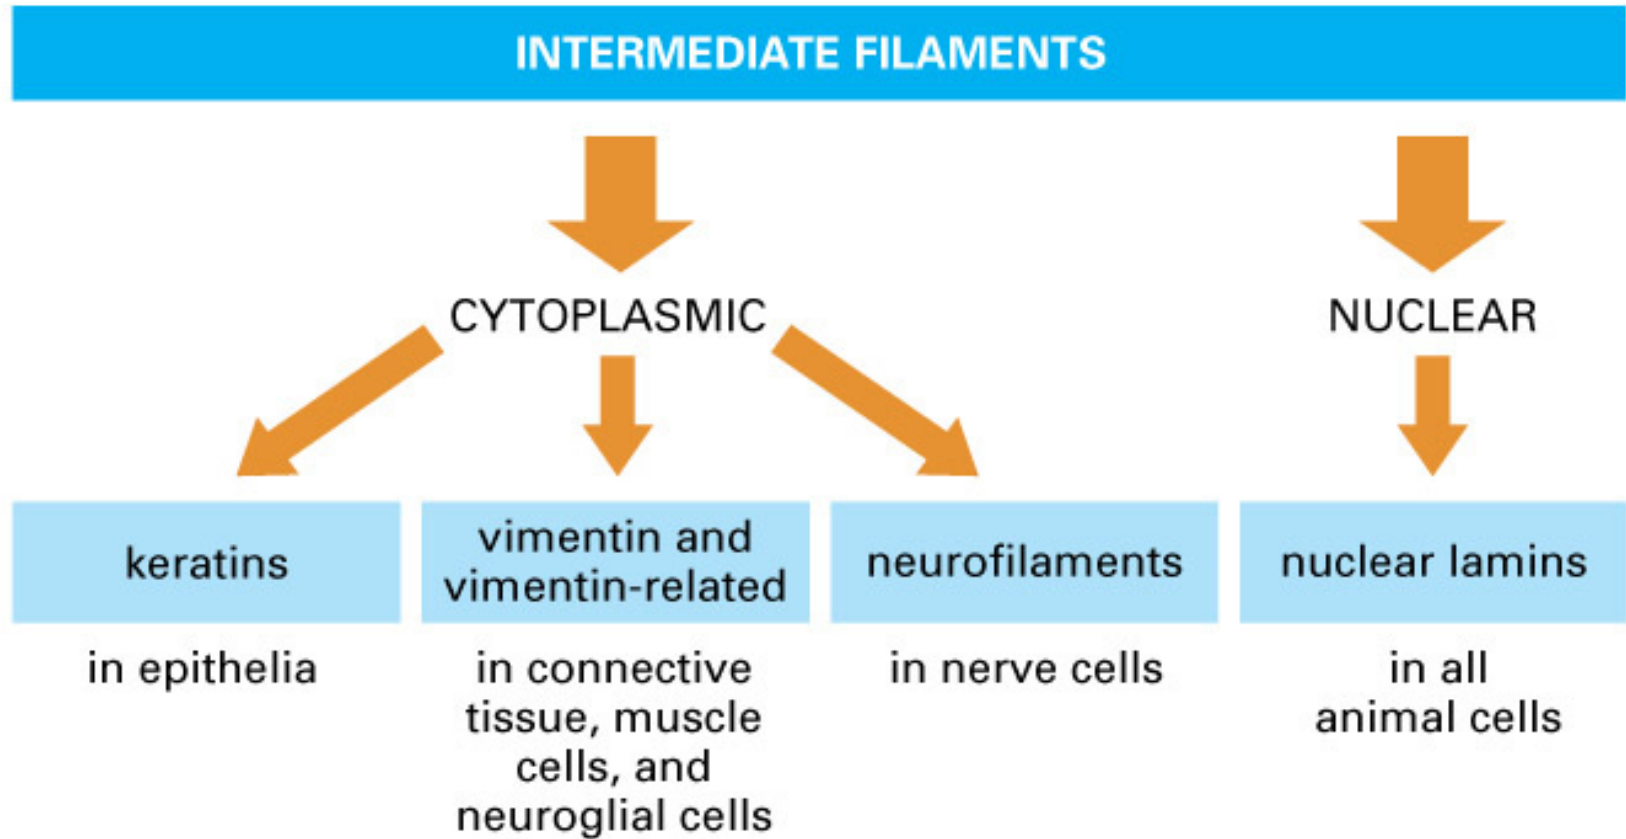 INTERMEDIATE FILAMENTS
CYTOPLASMIC
NUCLEAR
keratins
in epithelia
vimentin and
vimentin-related
in connective
tissue, muscle
cells, and
neuroglial cells
neurofilaments
in nerve cells
nuclear lamins
in all
animal cells